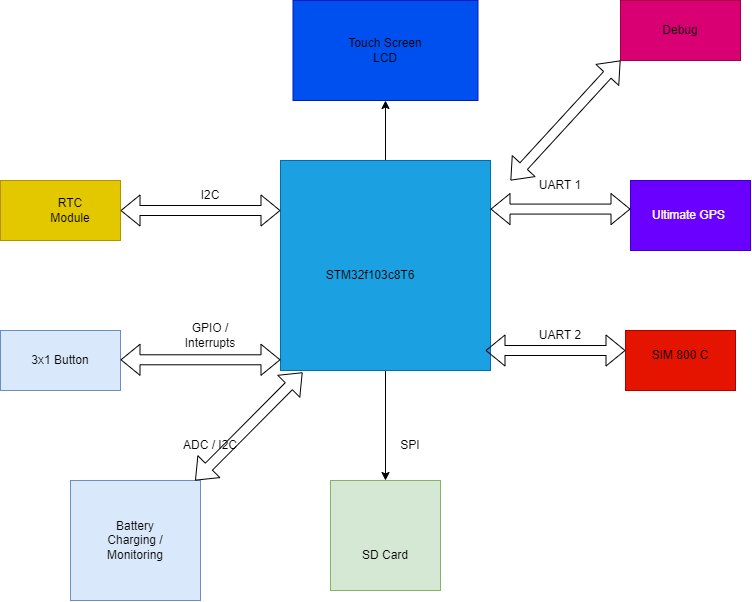 Touch Screen
LCD
Debug
RTC
Module
I2C
UART 1
Ultimate GPS
STM32f103c8T6
3x1 Button
GPIO /
Interrupts
UART 2
SIM 800 C
ADC / I2C
SPI
Battery
Charging /
Monitoring
SD Card